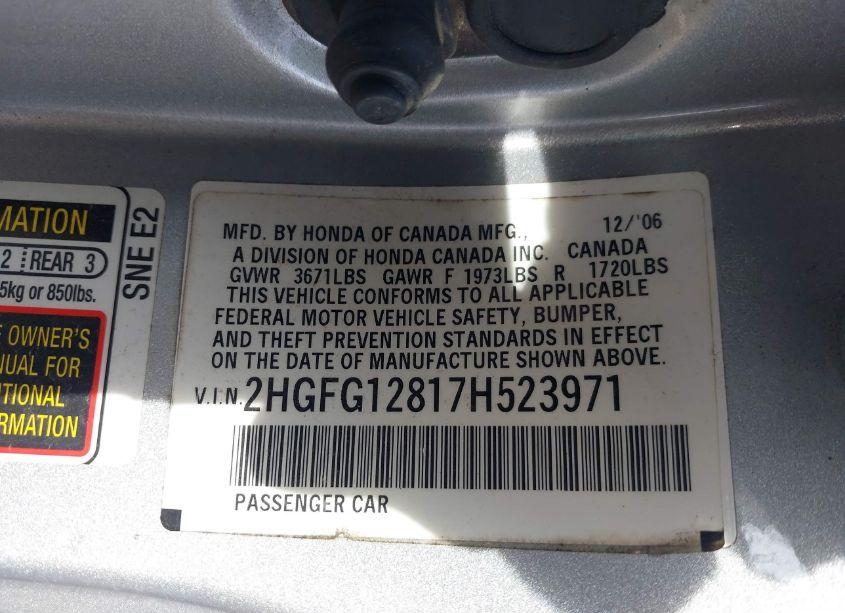 MATION
2 REAR 3
5kg or 850lbs.
E OWNER'S
NUAL FOR
TIONAL
ORMATION
SNE E2
MFD. BY HONDA OF CANADA MFG., 12/'06
A DIVISION OF HONDA CANADA INC. CANADA
GVWR 3671LBS GAWR F 1973LBS R 1720LBS
THIS VEHICLE CONFORMS TO ALL APPLICABLE
FEDERAL MOTOR VEHICLE SAFETY, BUMPER,
AND THEFT PREVENTION STANDARDS IN EFFECT
ON THE DATE OF MANUFACTURE SHOWN ABOVE.
V.I.N. 2HGFG12817H523971
PASSENGER CAR